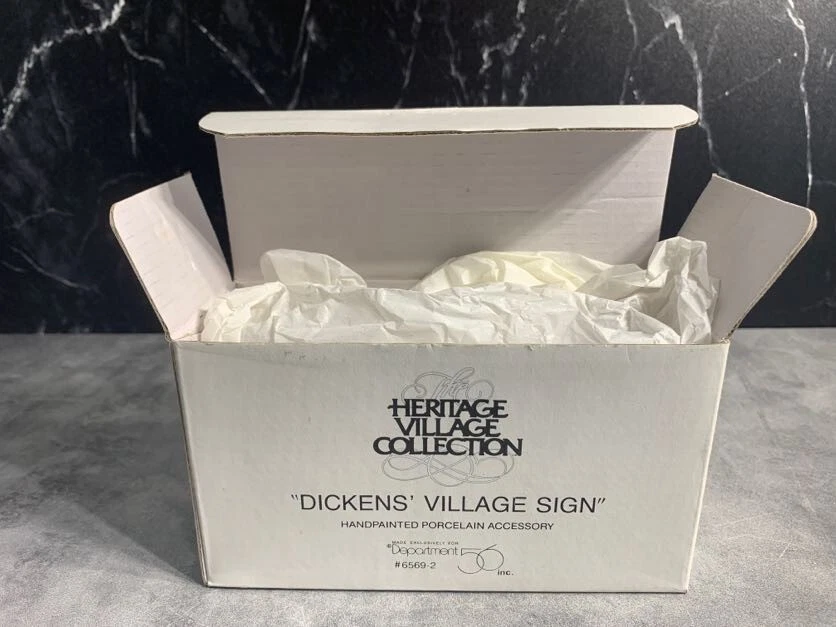 The
HERITAGE
VILLAGE
COLLECTION
"DICKENS' VILLAGE SIGN"
HANDPAINTED PORCELAIN ACCESSORY
MADE EXCLUSIVELY FOR
©Department 56 inc.
#6569-2